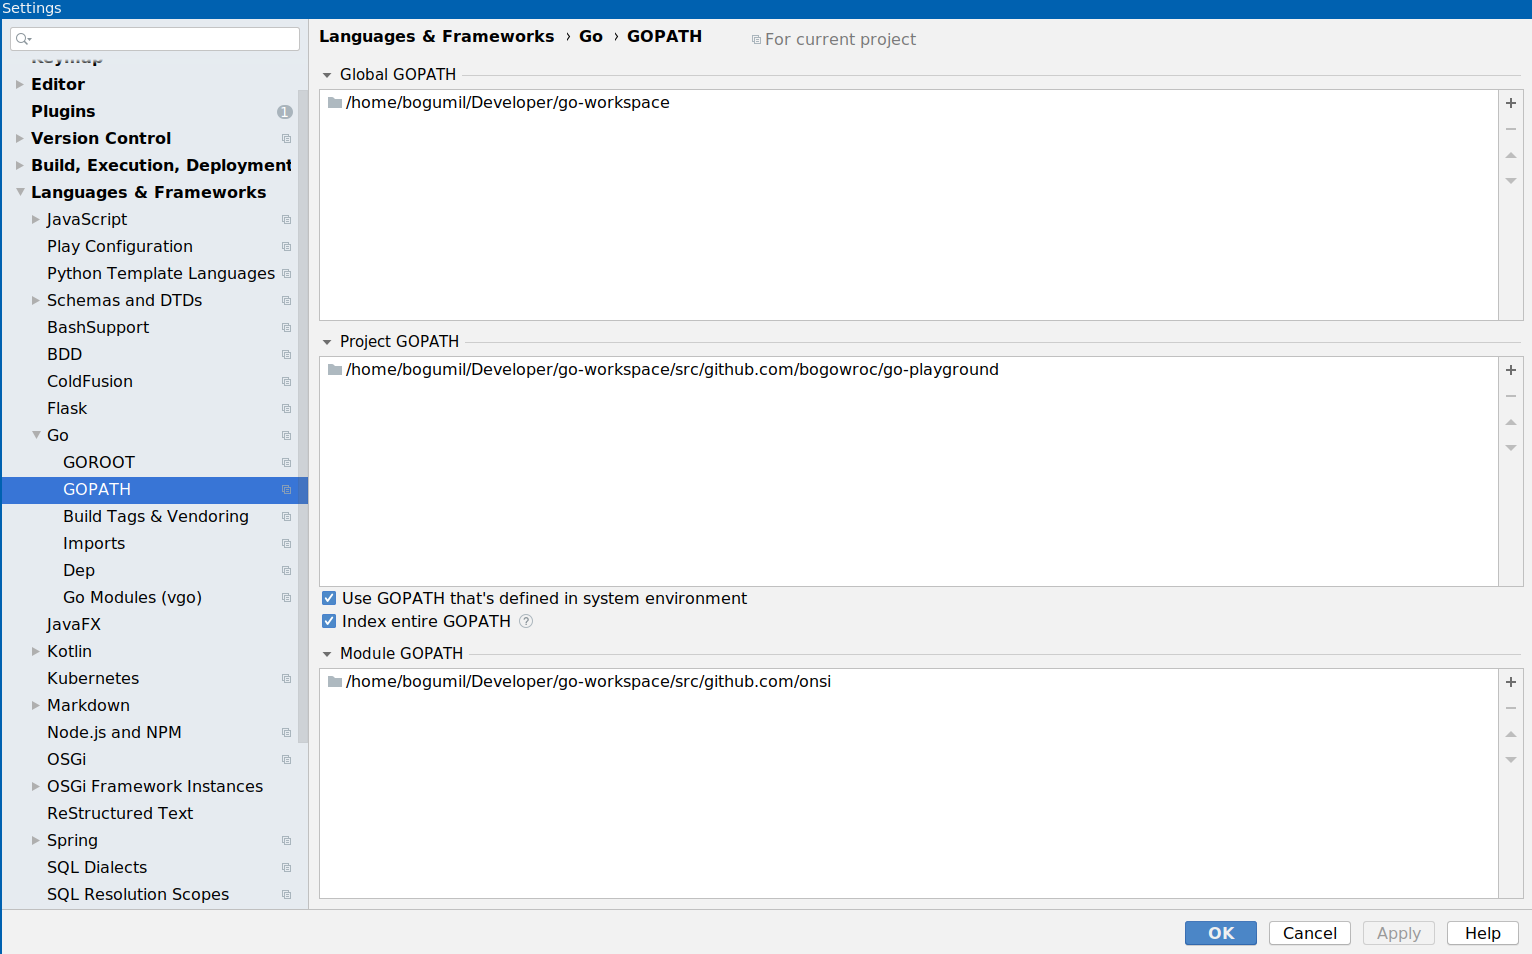 Settings
Keymap
Editor
Plugins 1
Version Control
Build, Execution, Deployment
Languages & Frameworks
JavaScript
Play Configuration
Python Template Languages
Schemas and DTDs
BashSupport
BDD
ColdFusion
Flask
Go
GOROOT
GOPATH
Build Tags & Vendoring
Imports
Dep
Go Modules (vgo)
JavaFX
Kotlin
Kubernetes
Markdown
Node.js and NPM
OSGi
OSGi Framework Instances
ReStructured Text
Spring
SQL Dialects
SQL Resolution Scopes
Languages & Frameworks › Go › GOPATH For current project
Global GOPATH
/home/bogumil/Developer/go-workspace
Project GOPATH
/home/bogumil/Developer/go-workspace/src/github.com/bogowroc/go-playground
Use GOPATH that's defined in system environment
Index entire GOPATH ?
Module GOPATH
/home/bogumil/Developer/go-workspace/src/github.com/onsi
OK Cancel Apply Help